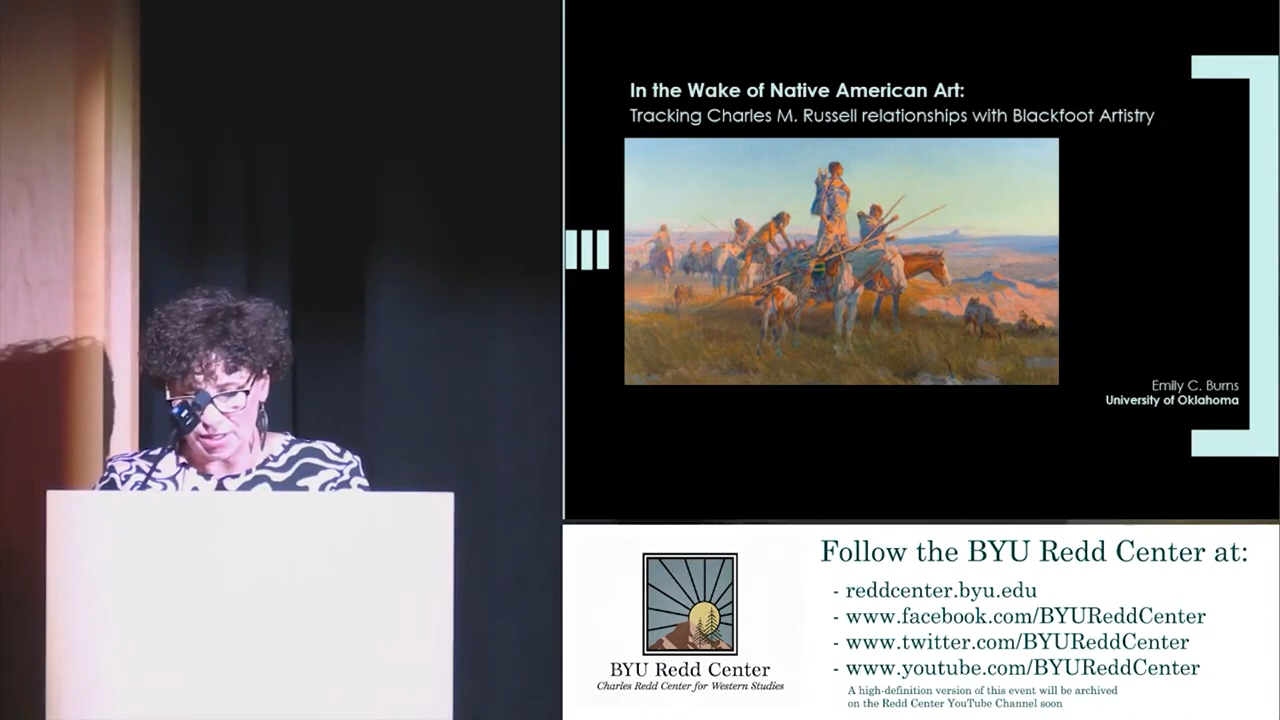 In the Wake of Native American Art:
Tracking Charles M. Russell relationships with Blackfoot Artistry
Emily C. Burns
University of Oklahoma
BYU Redd Center
Charles Redd Center for Western Studies
Follow the BYU Redd Center at:
- reddcenter.byu.edu
- www.facebook.com/BYUReddCenter
- www.twitter.com/BYUReddCenter
- www.youtube.com/BYUReddCenter
A high-definition version of this event will be archived
on the Redd Center YouTube Channel soon